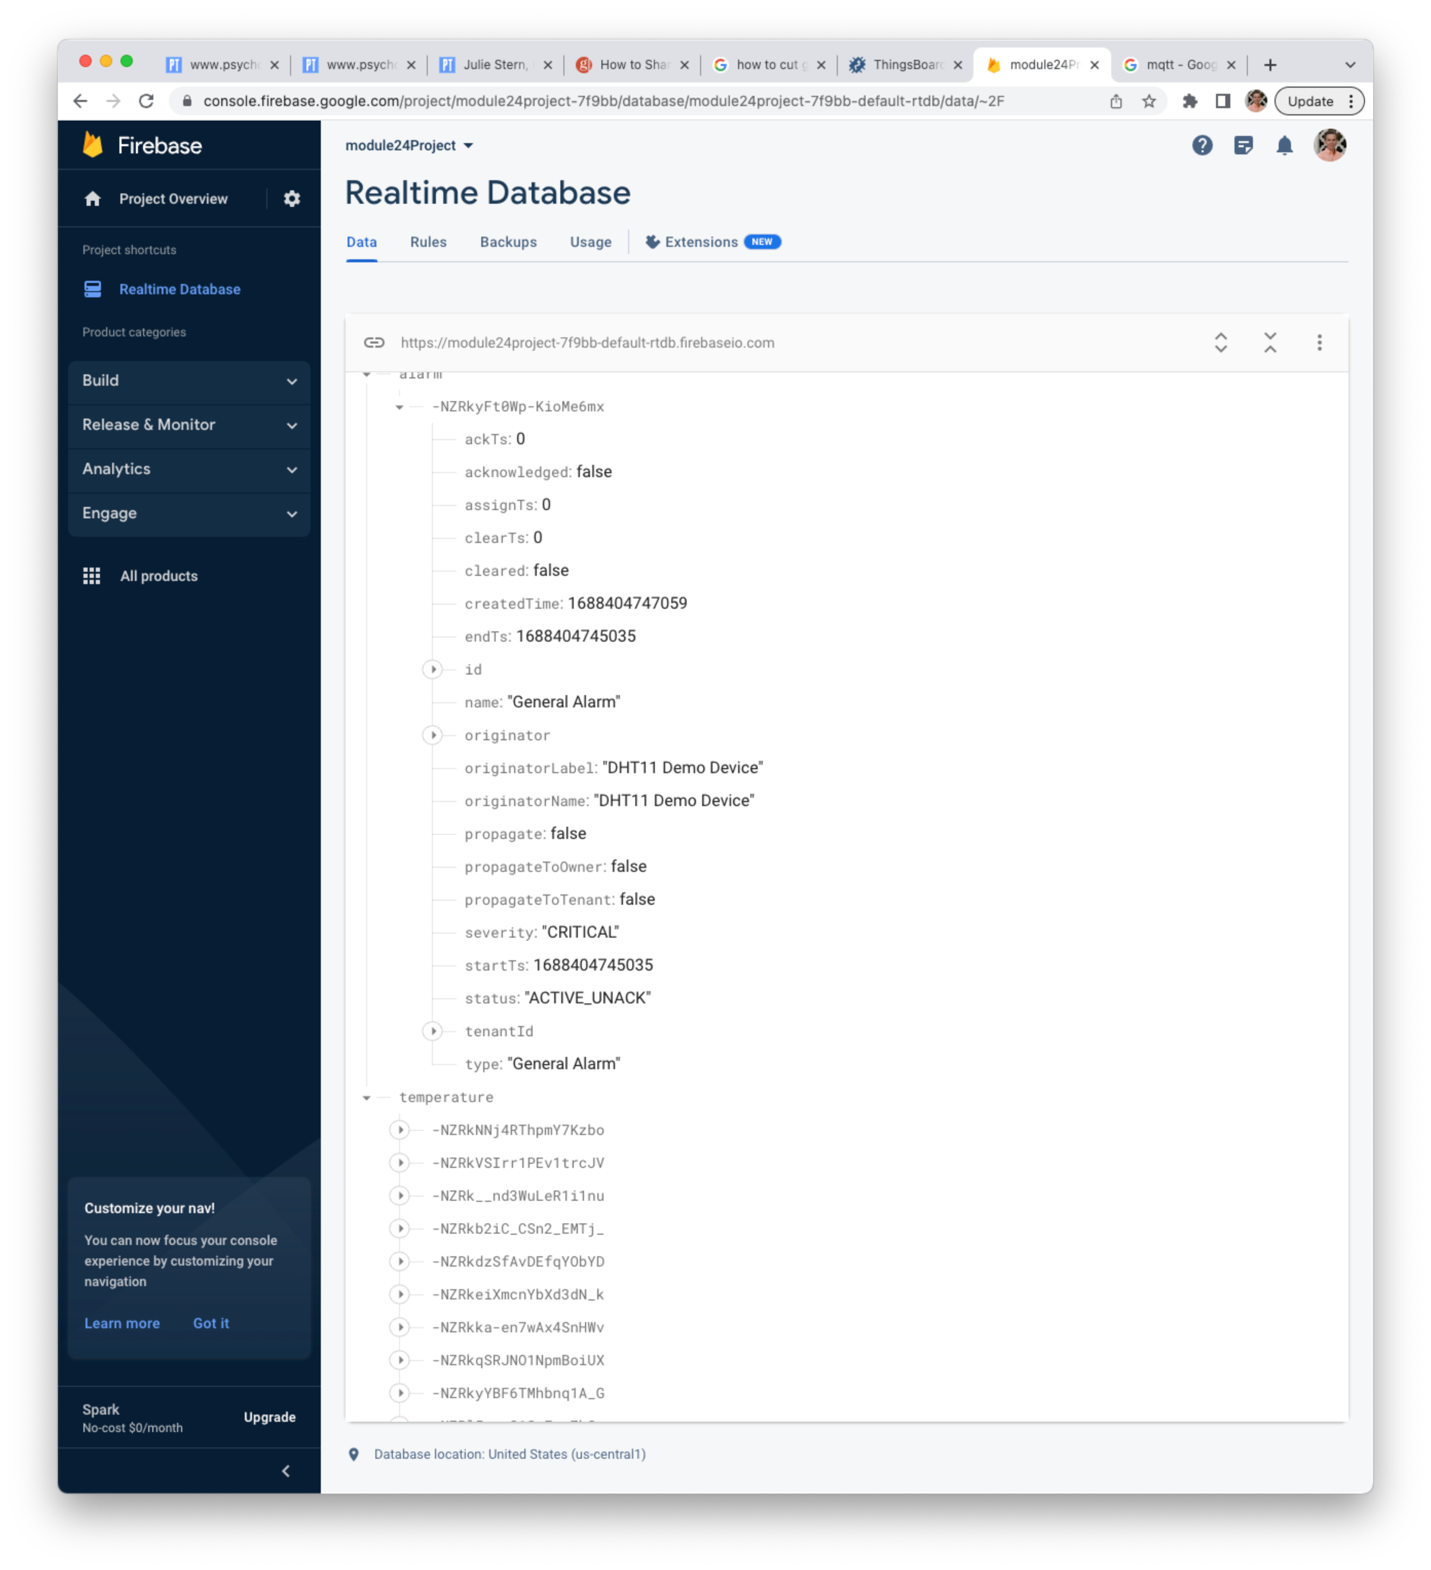 www.psych
www.psych
Julie Stern,
How to Shar
how to cut g
ThingsBoar
module24P
mqtt - Goog
console.firebase.google.com/project/module24project-7f9bb/database/module24project-7f9bb-default-rtdb/data/~2F
Update
Firebase
module24Project
Project Overview
Realtime Database
Data Rules Backups Usage Extensions NEW
Project shortcuts
Realtime Database
Product categories
Build
Release & Monitor
Analytics
Engage
All products
https://module24project-7f9bb-default-rtdb.firebaseio.com
alarm
-NZRkyFt0Wp-KioMe6mx
ackTs: 0
acknowledged: false
assignTs: 0
clearTs: 0
cleared: false
createdTime: 1688404747059
endTs: 1688404745035
id
name: "General Alarm"
originator
originatorLabel: "DHT11 Demo Device"
originatorName: "DHT11 Demo Device"
propagate: false
propagateToOwner: false
propagateToTenant: false
severity: "CRITICAL"
startTs: 1688404745035
status: "ACTIVE_UNACK"
tenantId
type: "General Alarm"
temperature
-NZRkNNj4RThpmY7Kzbo
-NZRkVSIrr1PEv1trcJV
-NZRk__nd3WuLeR1i1nu
-NZRkb2iC_CSn2_EMTj_
-NZRkdzSfAvDEfqYObYD
-NZRkeiXmcnYbXd3dN_k
-NZRkka-en7wAx4SnHWv
-NZRkqSRJNO1NpmBoiUX
-NZRkyYBF6TMhbnq1A_G
Customize your nav!
You can now focus your console
experience by customizing your
navigation
Learn more Got it
Spark
No-cost $0/month
Upgrade
Database location: United States (us-central1)